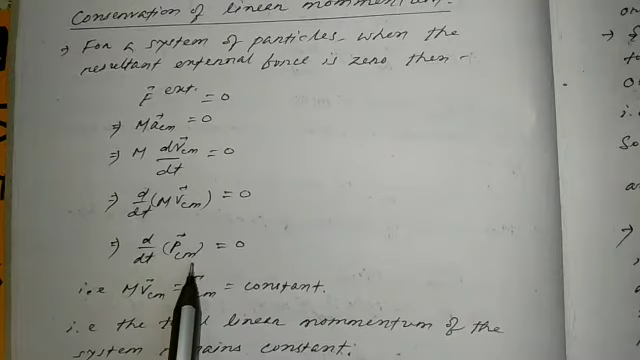 Conservation of linear mommentum.
→ For a system of particles. when the
resultant external force is zero, then -
F⃗ ext. = 0
⇒ M a⃗cm = 0
⇒ M dv⃗cm/dt = 0
⇒ d/dt (M v⃗cm) = 0
⇒ d/dt (P⃗cm) = 0
i.e M v⃗cm = = constant.
i.e the linear mommentum of the
system constant.